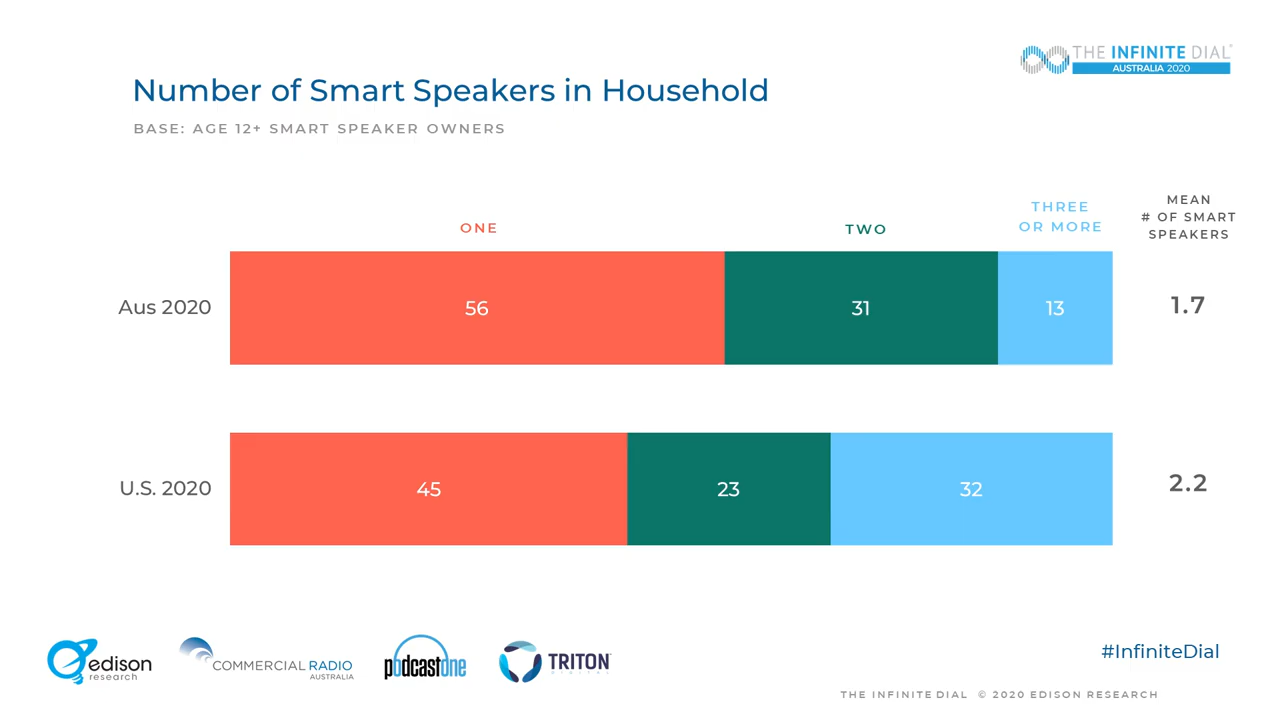 THE INFINITE DIAL
AUSTRALIA 2020
Number of Smart Speakers in Household
BASE: AGE 12+ SMART SPEAKER OWNERS
ONE
TWO
THREE
OR MORE
MEAN
# OF SMART
SPEAKERS
Aus 2020
56
31
13
1.7
U.S. 2020
45
23
32
2.2
edison
research
COMMERCIAL RADIO
AUSTRALIA
podcastone
TRITON
#InfiniteDial
THE INFINITE DIAL © 2020 EDISON RESEARCH